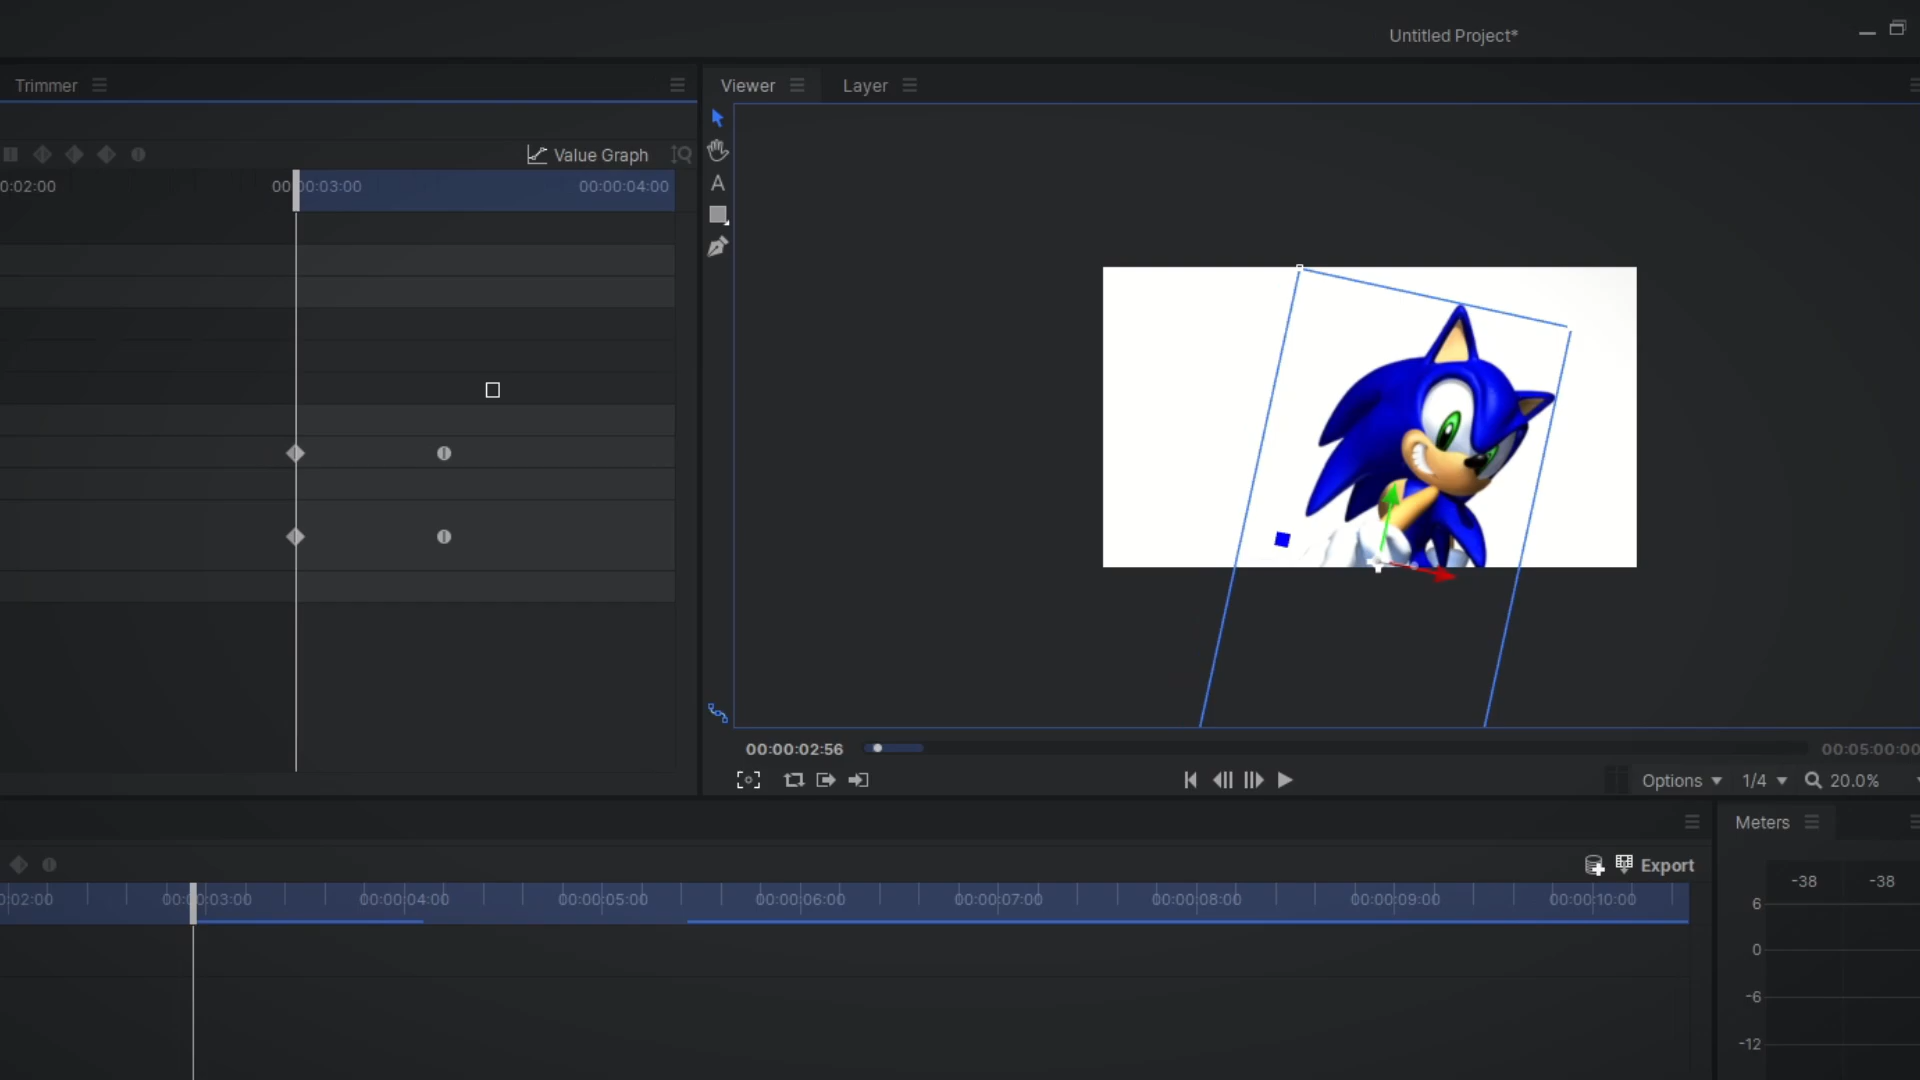 Untitled Project*
Trimmer
Viewer
Layer
Value Graph
0:02:00
00:00:03:00
00:00:04:00
A
00:00:02:56
00:05:00:00
Options
1/4
20.0%
Meters
Export
0:02:00
00:00:03:00
00:00:04:00
00:00:05:00
00:00:06:00
00:00:07:00
00:00:08:00
00:00:09:00
00:00:10:00
-38
-38
6
0
-6
-12